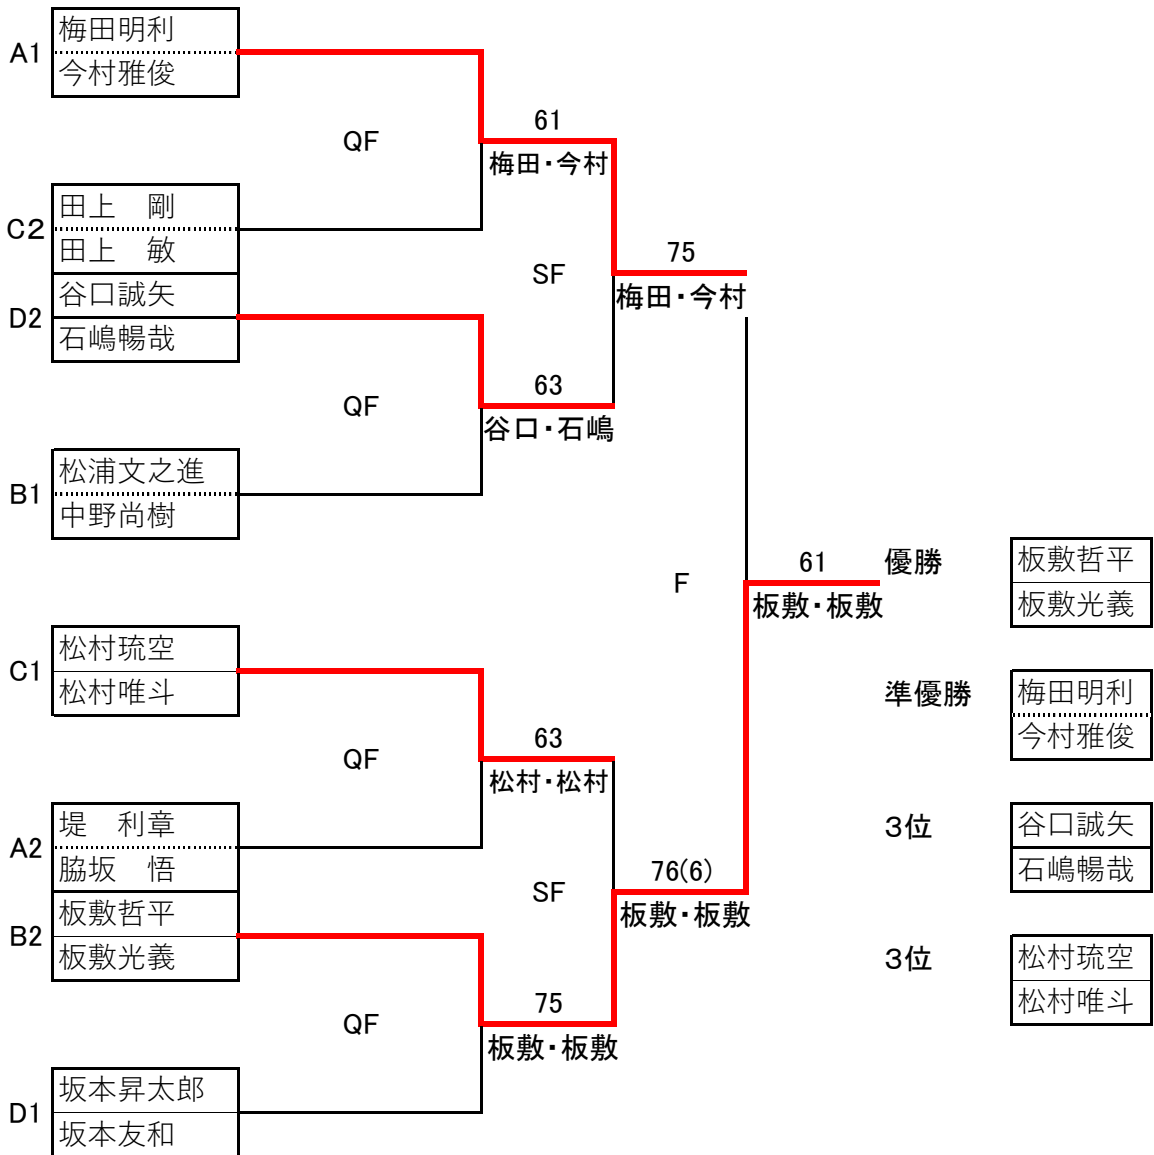 A1
梅田明利
今村雅俊
QF
61
梅田・今村
C2
田上　剛
田上　敏
SF
75
梅田・今村
D2
谷口誠矢
石嶋暢哉
QF
63
谷口・石嶋
B1
松浦文之進
中野尚樹
F
61
板敷・板敷
優勝
板敷哲平
板敷光義
C1
松村琉空
松村唯斗
準優勝
梅田明利
今村雅俊
QF
63
松村・松村
A2
堤　利章
脇坂　悟
3位
谷口誠矢
石嶋暢哉
SF
76(6)
板敷・板敷
B2
板敷哲平
板敷光義
3位
松村琉空
松村唯斗
QF
75
板敷・板敷
D1
坂本昇太郎
坂本友和